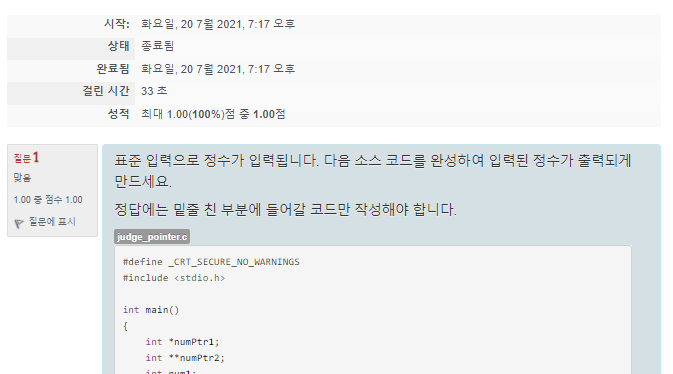 시작: 화요일, 20 7월 2021, 7:17 오후
상태 종료됨
완료됨 화요일, 20 7월 2021, 7:17 오후
걸린 시간 33 초
성적 최대 1.00(100%)점 중 1.00점
질문 1
맞음
1.00 중 점수 1.00
질문에 표시
표준 입력으로 정수가 입력됩니다. 다음 소스 코드를 완성하여 입력된 정수가 출력되게
만드세요.
정답에는 밑줄 친 부분에 들어갈 코드만 작성해야 합니다.
judge_pointer.c
#define _CRT_SECURE_NO_WARNINGS
#include <stdio.h>
int main()
{
int *numPtr1;
int **numPtr2;
int num1;